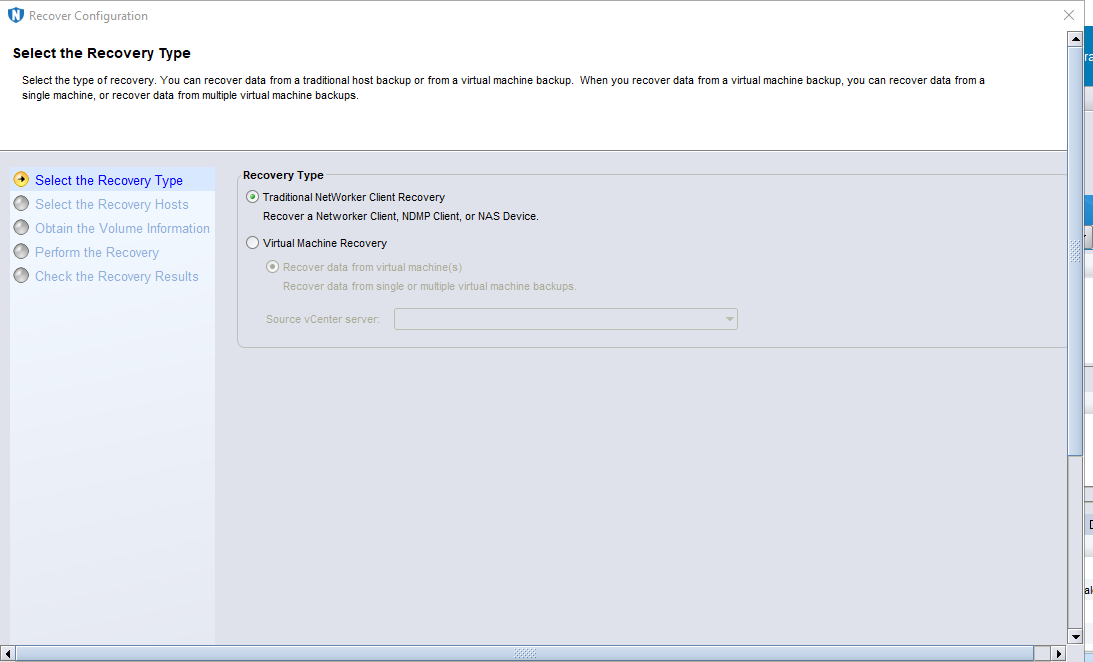 Recover Configuration
Select the Recovery Type
Select the type of recovery. You can recover data from a traditional host backup or from a virtual machine backup.  When you recover data from a virtual machine backup, you can recover data from a
single machine, or recover data from multiple virtual machine backups.
Select the Recovery Type
Select the Recovery Hosts
Obtain the Volume Information
Perform the Recovery
Check the Recovery Results
Recovery Type
Traditional NetWorker Client Recovery
Recover a Networker Client, NDMP Client, or NAS Device.
Virtual Machine Recovery
Recover data from virtual machine(s)
Recover data from single or multiple virtual machine backups.
Source vCenter server: